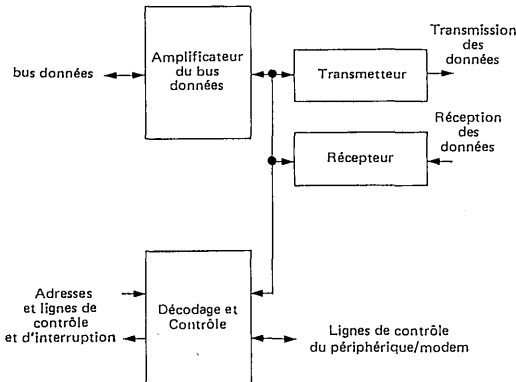 Transmission
des
données
Amplificateur
du bus
données
bus données
Transmetteur
Réception
des
données
Récepteur
Adresses
et lignes de
contrôle
et d'interruption
Décodage et
Contrôle
Lignes de contrôle
du périphérique/modem